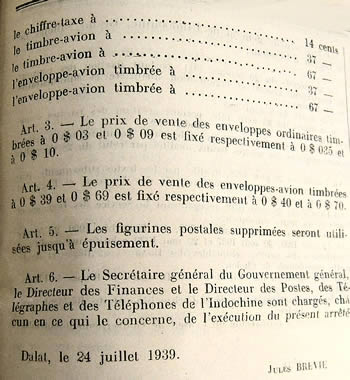 le chiffre-taxe à ........................ 14 cents
le timbre-avion à ........................ 37 —
le timbre-avion à ........................ 67 —
l'enveloppe-avion timbrée à .............. 37 —
l'enveloppe-avion timbrée à .............. 67 —
Art. 3. — Le prix de vente des enveloppes ordinaires tim-
brées à 0 $ 03 et 0 $ 09 est fixé respectivement à 0 $ 035 et
à 0 $ 10.
Art. 4. — Le prix de vente des enveloppes-avion timbrées
à 0 $ 39 et 0 $ 69 est fixé respectivement à 0 $ 40 et à 0 $ 70.
Art. 5. — Les figurines postales supprimées seront utili-
sées jusqu'à épuisement.
Art. 6. — Le Secrétaire général du Gouvernement général,
le Directeur des Finances et le Directeur des Postes, des Té-
légraphes et des Téléphones de l'Indochine sont chargés, cha
cun en ce qui le concerne, de l'exécution du présent arrêté
Dalat, le 24 juillet 1939.
Jules BREVIE